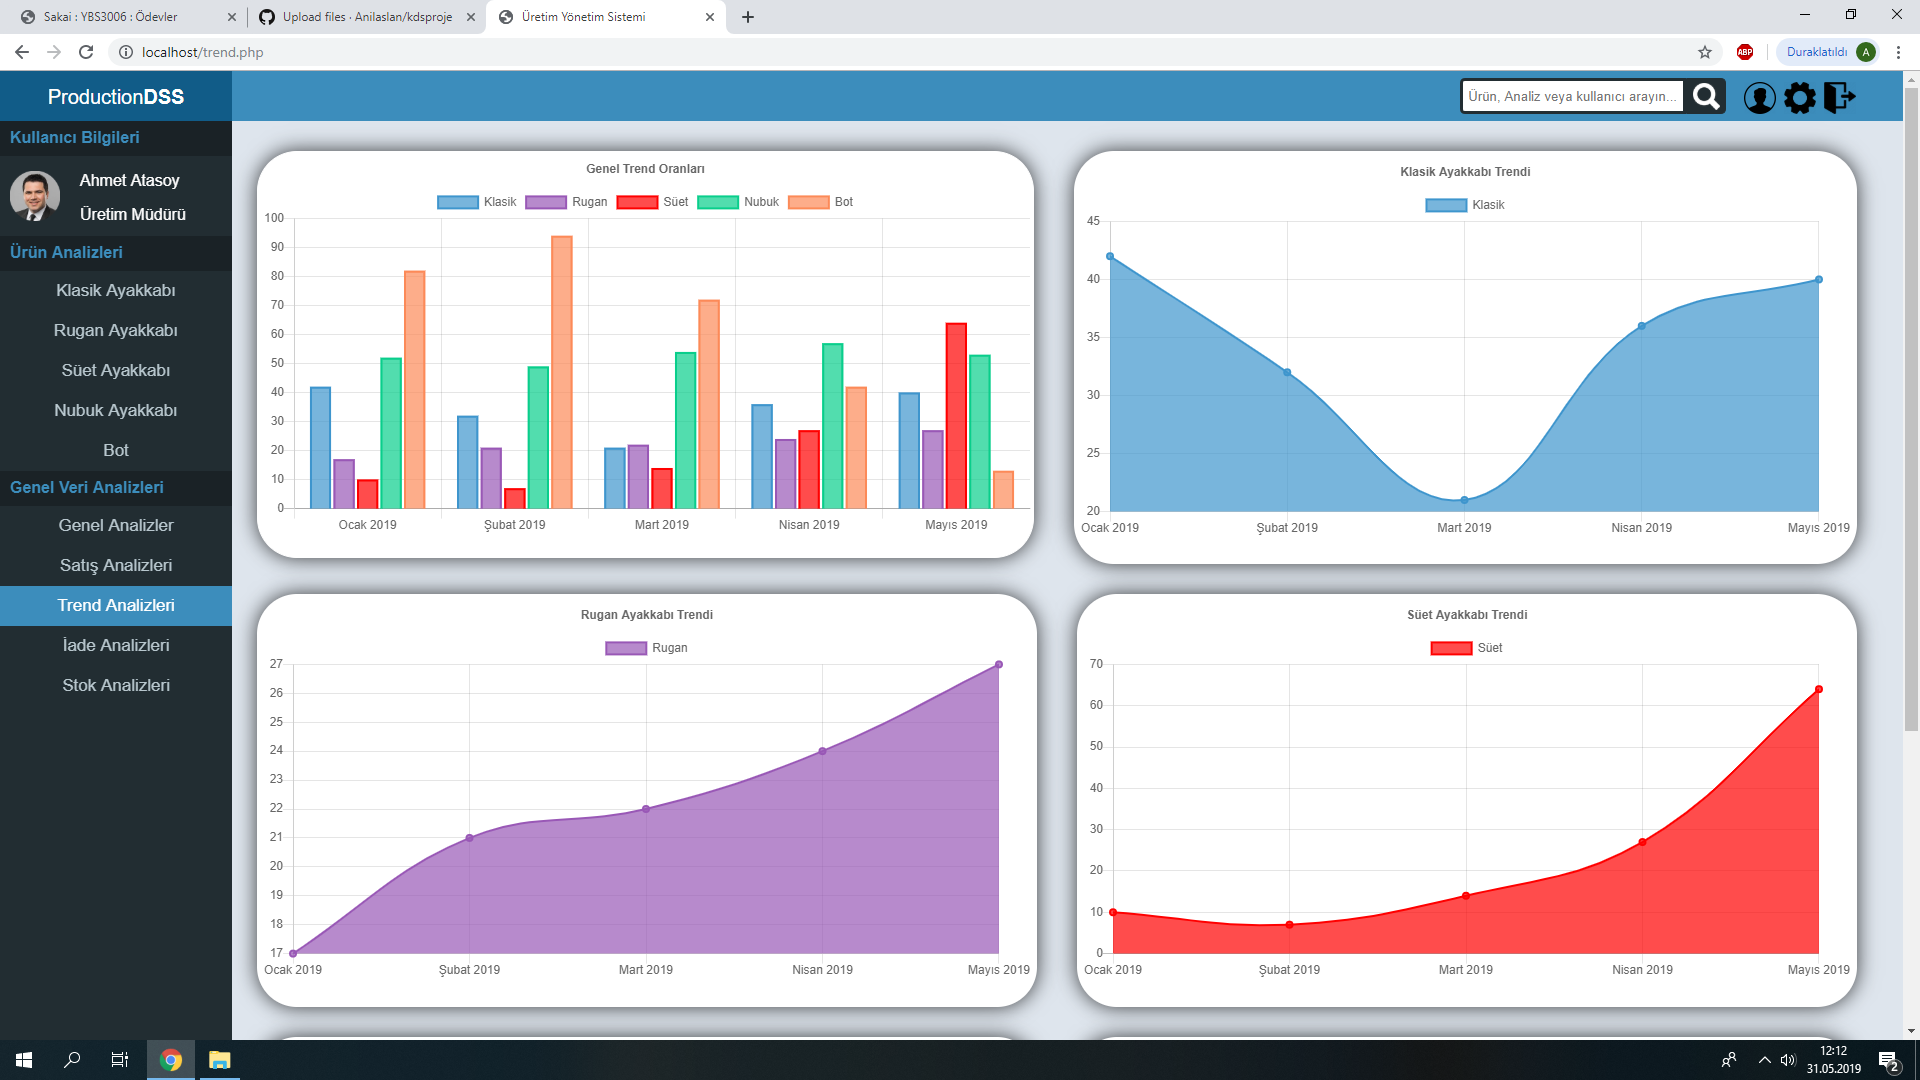 Sakai : YBS3006 : Ödevler
Upload files · Anilaslan/kdsproje
Üretim Yönetim Sistemi
localhost/trend.php
ABP
Duraklatıldı
A
ProductionDSS
Ürün, Analiz veya kullanıcı arayın...
Kullanıcı Bilgileri
Ahmet Atasoy
Üretim Müdürü
Ürün Analizleri
Klasik Ayakkabı
Rugan Ayakkabı
Süet Ayakkabı
Nubuk Ayakkabı
Bot
Genel Veri Analizleri
Genel Analizler
Satış Analizleri
Trend Analizleri
İade Analizleri
Stok Analizleri
Genel Trend Oranları
Klasik Rugan Süet Nubuk Bot
100
90
80
70
60
50
40
30
20
10
0
Ocak 2019 Şubat 2019 Mart 2019 Nisan 2019 Mayıs 2019
Klasik Ayakkabı Trendi
Klasik
45
40
35
30
25
20
Ocak 2019 Şubat 2019 Mart 2019 Nisan 2019 Mayıs 2019
Rugan Ayakkabı Trendi
Rugan
27
26
25
24
23
22
21
20
19
18
17
Ocak 2019 Şubat 2019 Mart 2019 Nisan 2019 Mayıs 2019
Süet Ayakkabı Trendi
Süet
70
60
50
40
30
20
10
0
Ocak 2019 Şubat 2019 Mart 2019 Nisan 2019 Mayıs 2019
12:12
31.05.2019
2